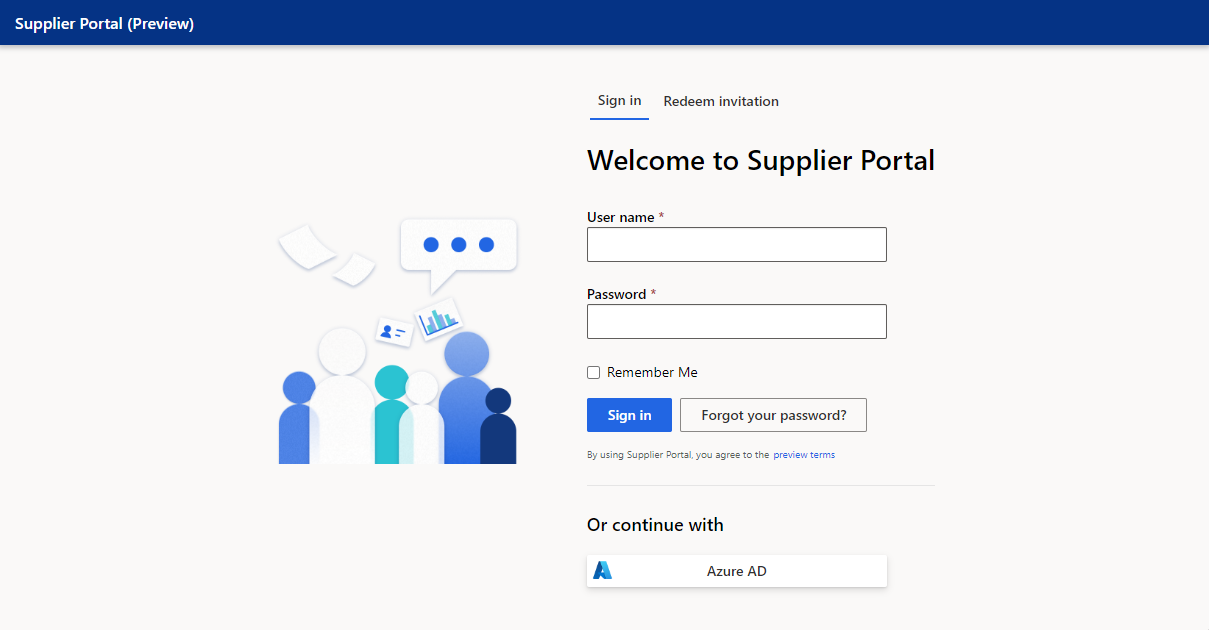 Supplier Portal (Preview)
Sign in
Redeem invitation
Welcome to Supplier Portal
User name *
Password *
Remember Me
Sign in
Forgot your password?
By using Supplier Portal, you agree to the preview terms
Or continue with
Azure AD